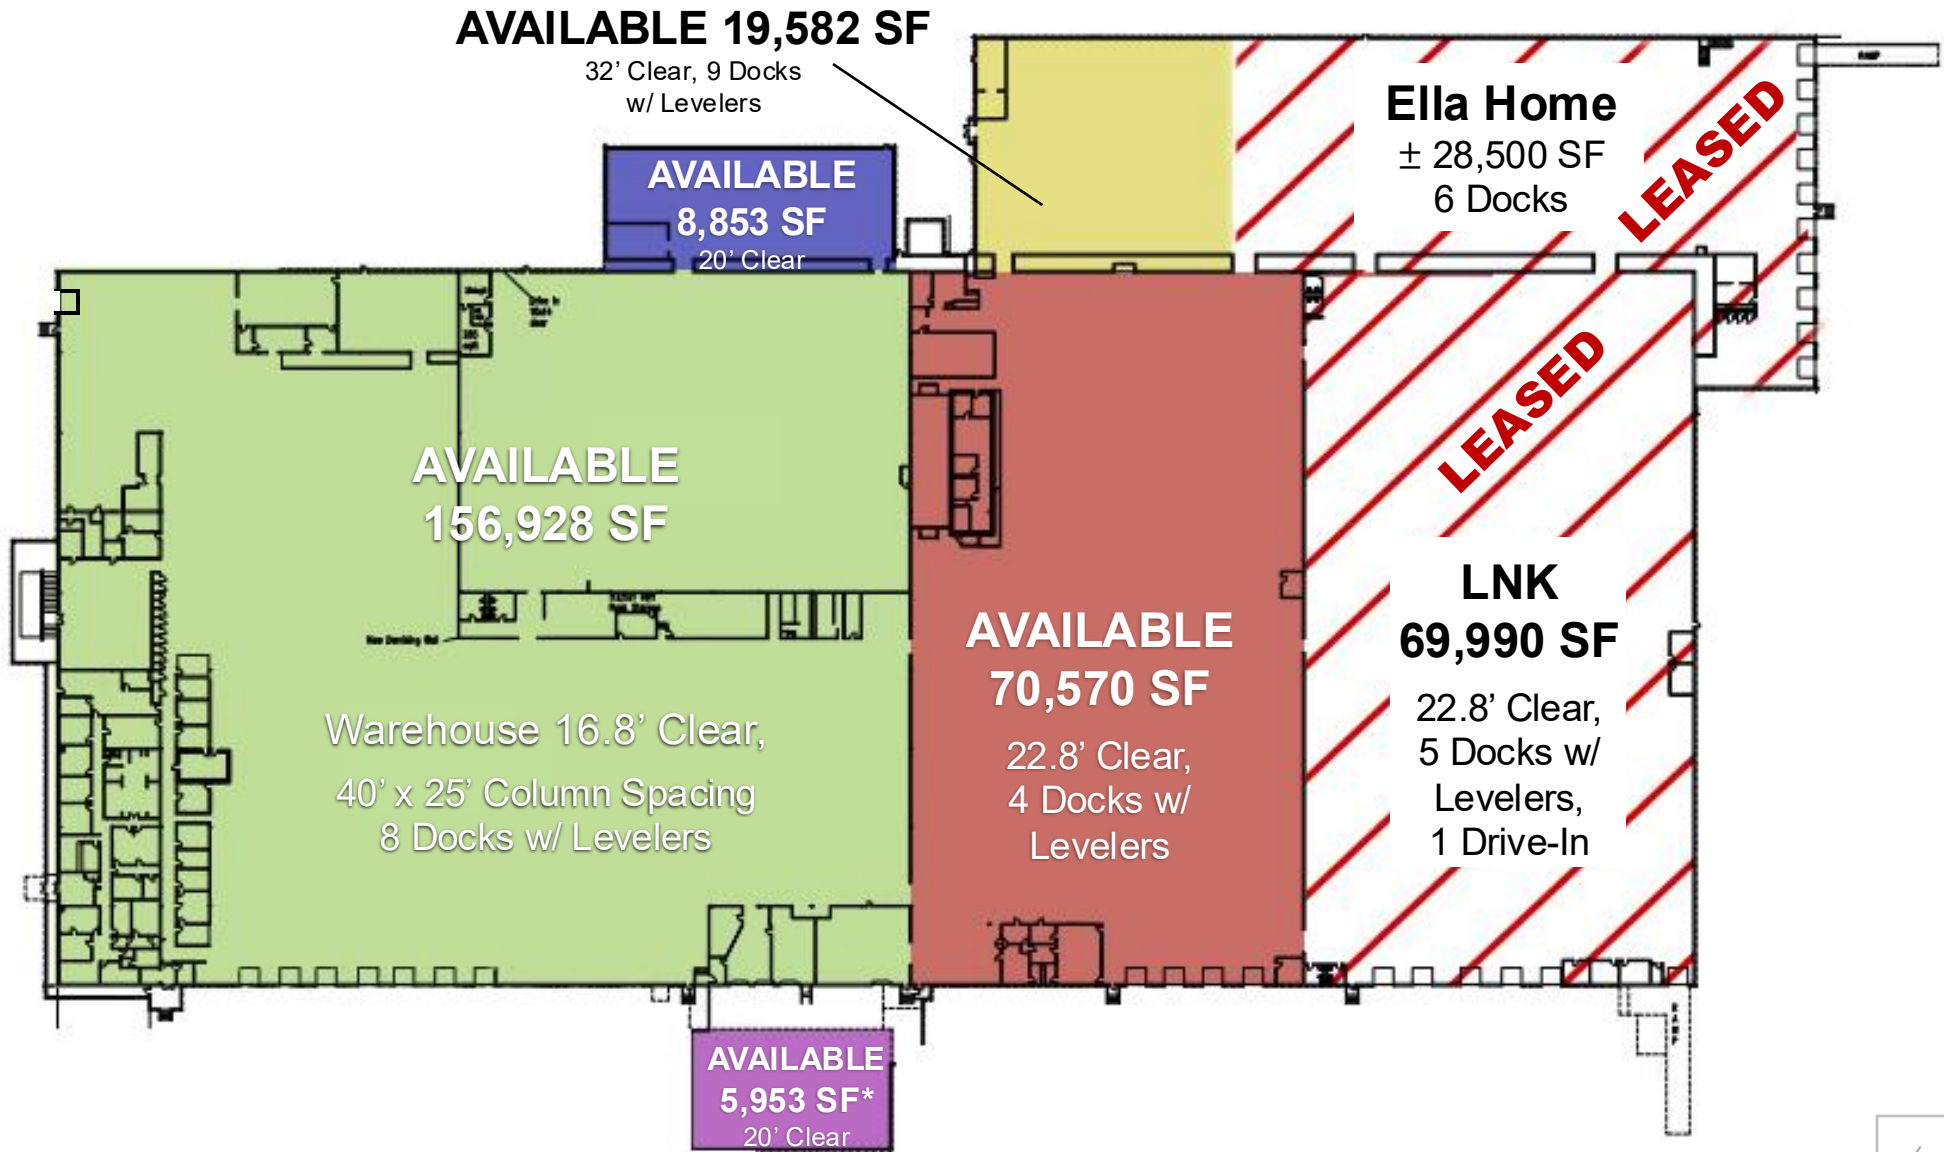 AVAILABLE 19,582 SF
32’ Clear, 9 Docks
w/ Levelers
Ella Home
± 28,500 SF
6 Docks
LEASED
AVAILABLE
8,853 SF
20’ Clear
LEASED
AVAILABLE
156,928 SF
Warehouse 16.8’ Clear,
40’ x 25’ Column Spacing
8 Docks w/ Levelers
AVAILABLE
70,570 SF
22.8’ Clear,
4 Docks w/
Levelers
LNK
69,990 SF
22.8’ Clear,
5 Docks w/
Levelers,
1 Drive-In
AVAILABLE
5,953 SF*
20’ Clear